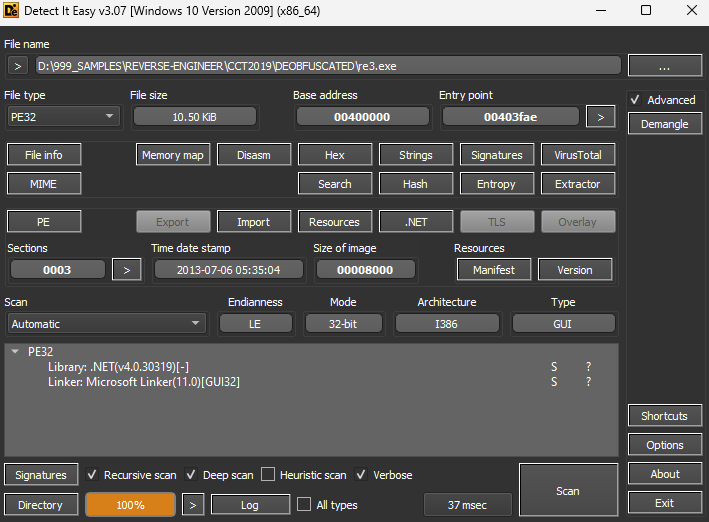 Detect It Easy v3.07 [Windows 10 Version 2009] (x86_64)
File name
> D:\999_SAMPLES\REVERSE-ENGINEER\CCT2019\DEOBFUSCATED\re3.exe ...
File type File size Base address Entry point Advanced
PE32 10.50 KiB 00400000 00403fae > Demangle
File info Memory map Disasm Hex Strings Signatures VirusTotal
MIME Search Hash Entropy Extractor
PE Export Import Resources .NET TLS Overlay
Sections Time date stamp Size of image Resources
0003 > 2013-07-06 05:35:04 00008000 Manifest Version
Scan Endianness Mode Architecture Type
Automatic LE 32-bit I386 GUI
PE32
Library: .NET(v4.0.30319)[-] S ?
Linker: Microsoft Linker(11.0)[GUI32] S ?
Shortcuts
Options
Signatures Recursive scan Deep scan Heuristic scan Verbose Scan About
Directory 100% > Log All types 37 msec Exit